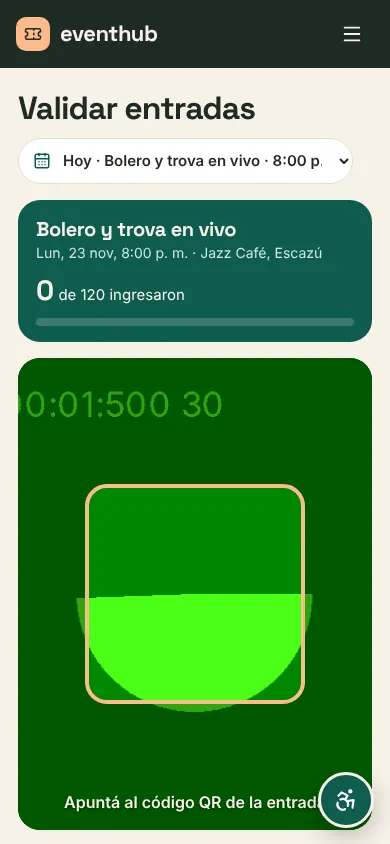 eventhub
Validar entradas
Hoy · Bolero y trova en vivo · 8:00 p.
Bolero y trova en vivo
Lun, 23 nov, 8:00 p. m. · Jazz Café, Escazú
0 de 120 ingresaron
00:01:500 30
Apuntá al código QR de la entrada